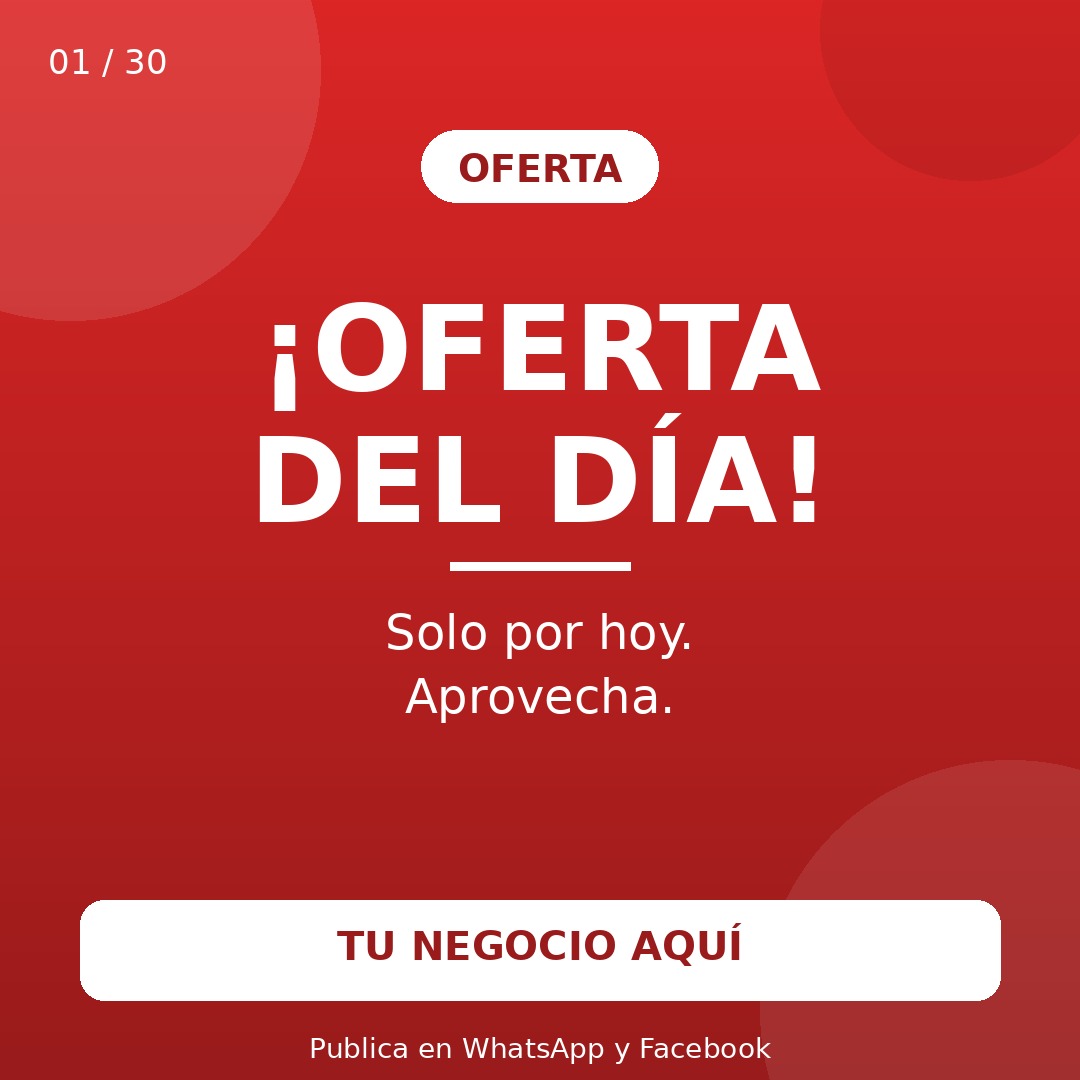 01 / 30
OFERTA
¡OFERTA
DEL DÍA!
Solo por hoy.
Aprovecha.
TU NEGOCIO AQUÍ
Publica en WhatsApp y Facebook